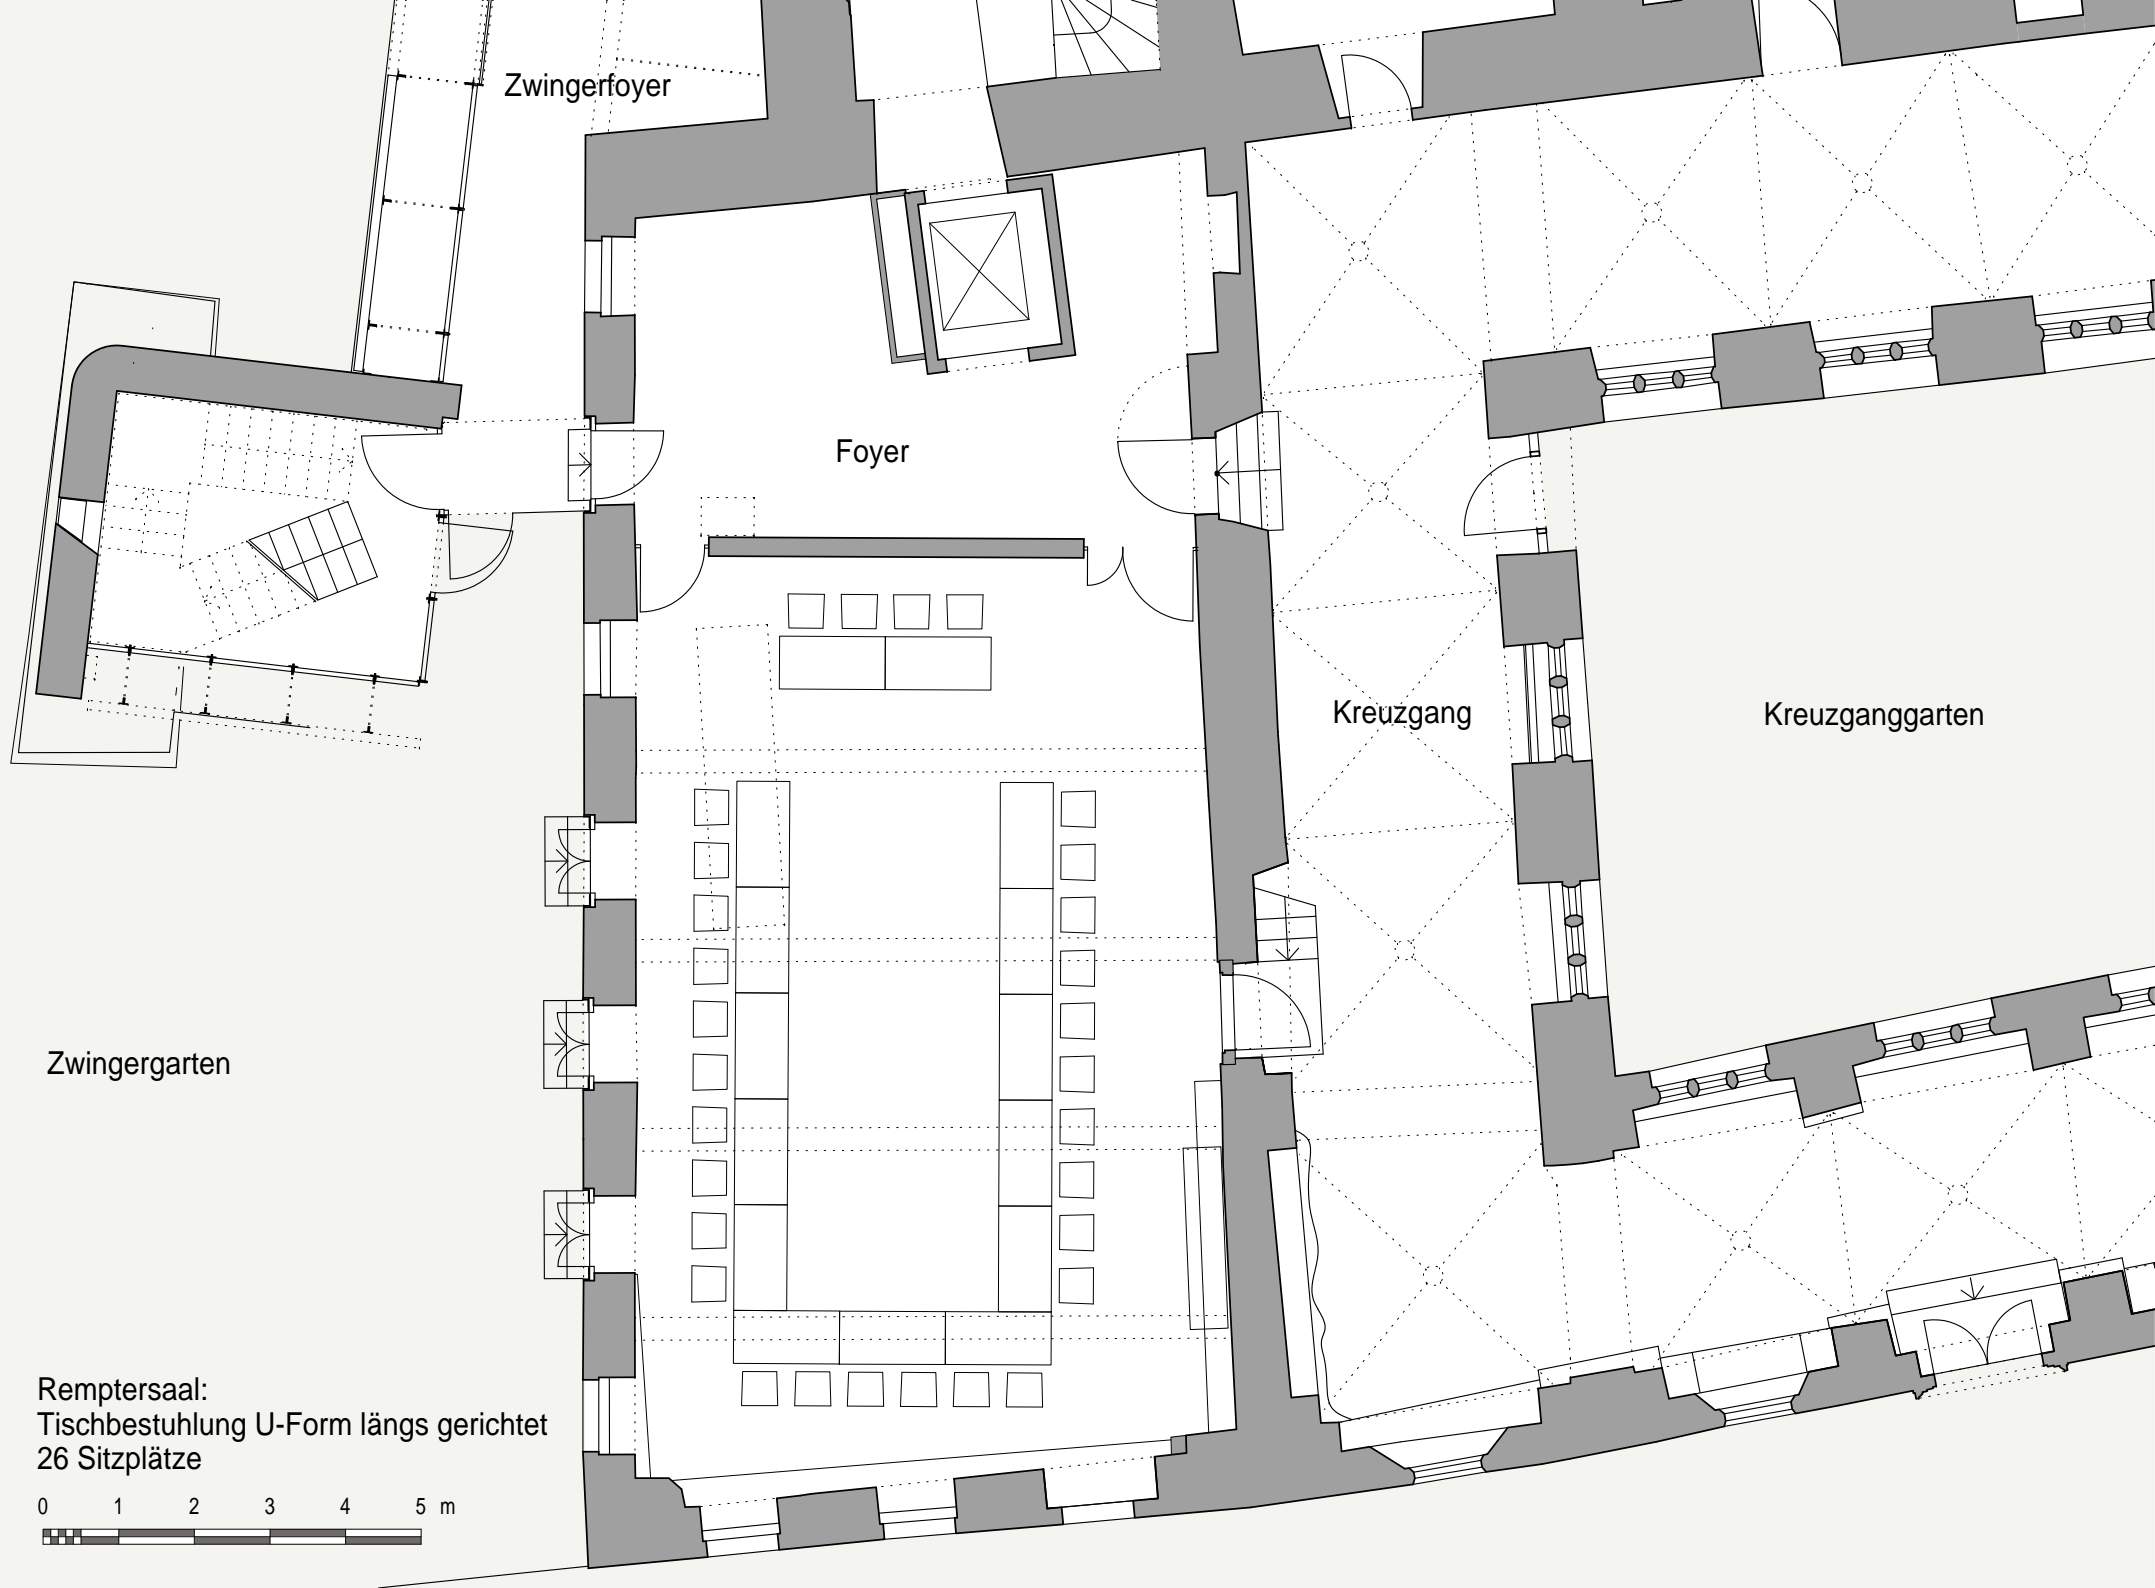 Zwingerfoyer
Foyer
Kreuzgang
Kreuzganggarten
Zwingergarten
Remptersaal:
Tischbestuhlung U-Form längs gerichtet
26 Sitzplätze
0 1 2 3 4 5 m